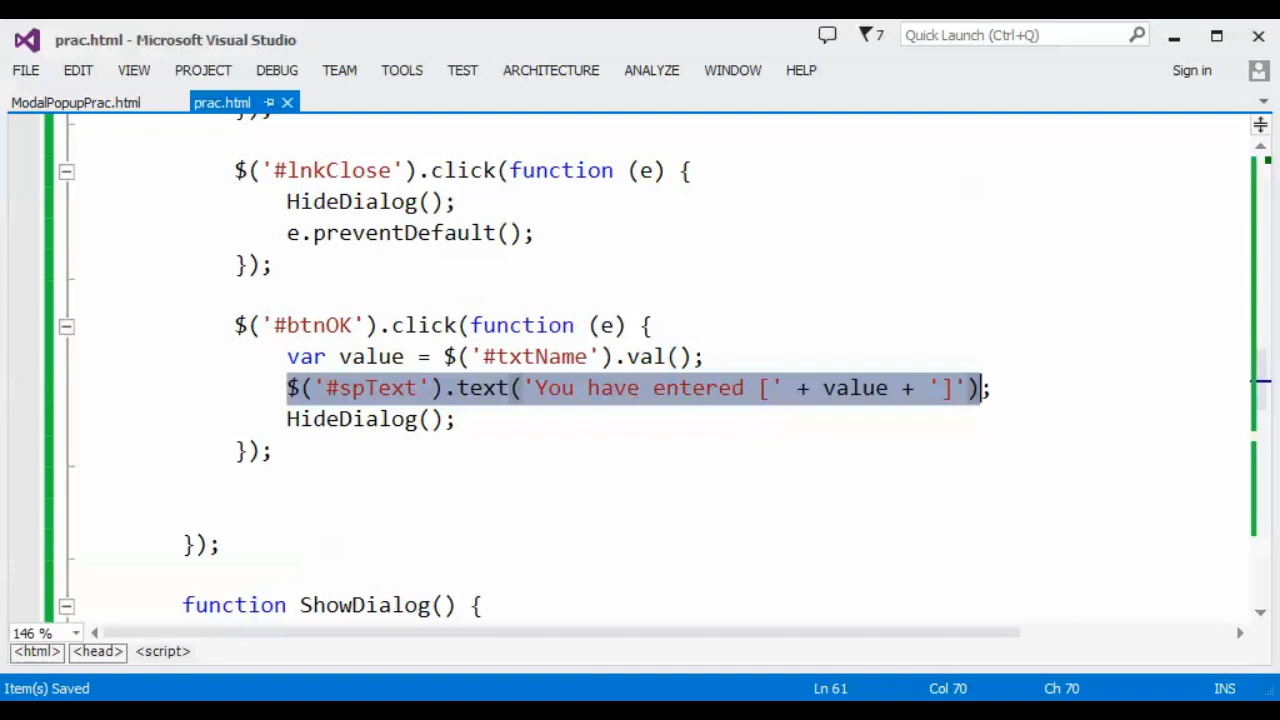 prac.html - Microsoft Visual Studio
7
Quick Launch (Ctrl+Q)
FILE EDIT VIEW PROJECT DEBUG TEAM TOOLS TEST ARCHITECTURE ANALYZE WINDOW HELP
Sign in
ModalPopupPrac.html prac.html
});
$('#lnkClose').click(function (e) {
HideDialog();
e.preventDefault();
});
$('#btnOK').click(function (e) {
var value = $('#txtName').val();
$('#spText').text('You have entered [' + value + ']');
HideDialog();
});
});
function ShowDialog() {
146 %
<html> <head> <script>
Item(s) Saved Ln 61 Col 70 Ch 70 INS